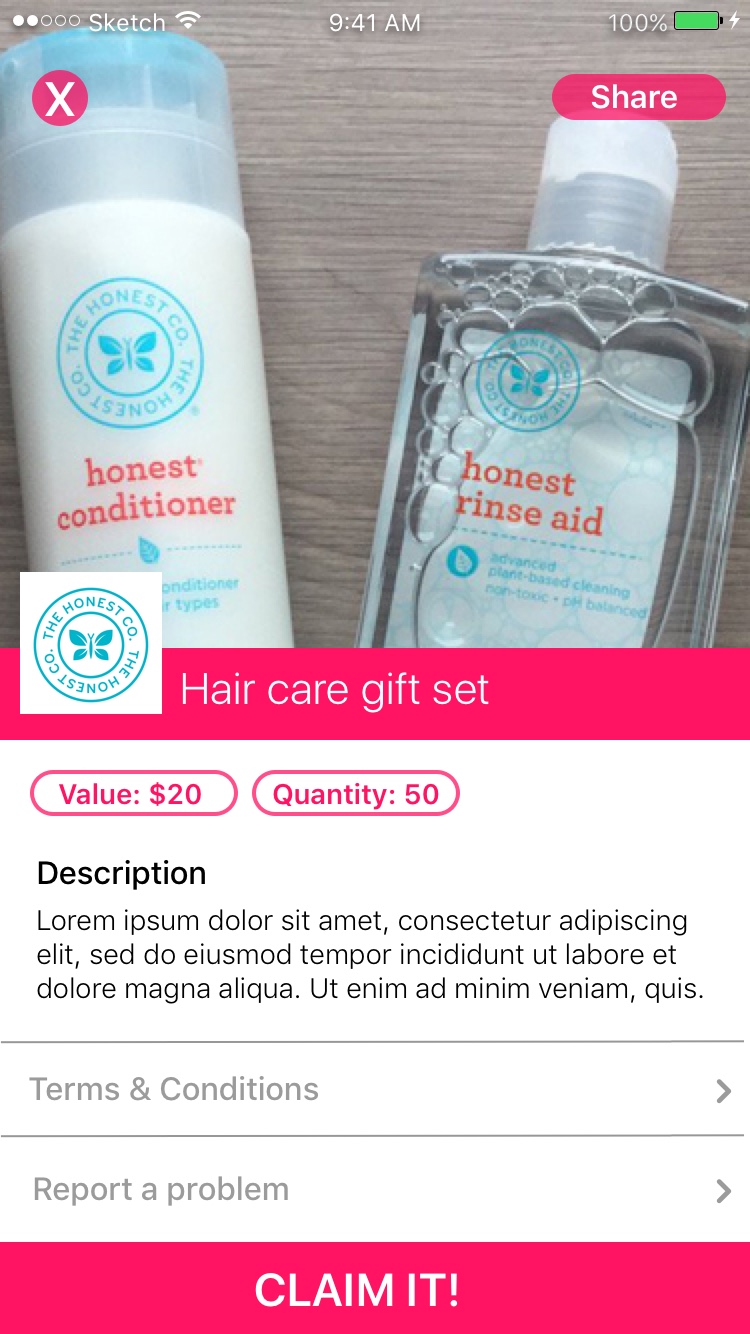 Sketch
9:41 AM
100%
X
Share
THE HONEST CO. THE HONEST CO.
honest®
conditioner
onditioner
r types
HONEST CO. THE HONEST CO.
honest
rinse aid
advanced
plant-based cleaning
non-toxic • pH balanced
THE HONEST CO. THE HONEST CO.
Hair care gift set
Value: $20
Quantity: 50
Description
Lorem ipsum dolor sit amet, consectetur adipiscing
elit, sed do eiusmod tempor incididunt ut labore et
dolore magna aliqua. Ut enim ad minim veniam, quis.
Terms & Conditions
Report a problem
CLAIM IT!